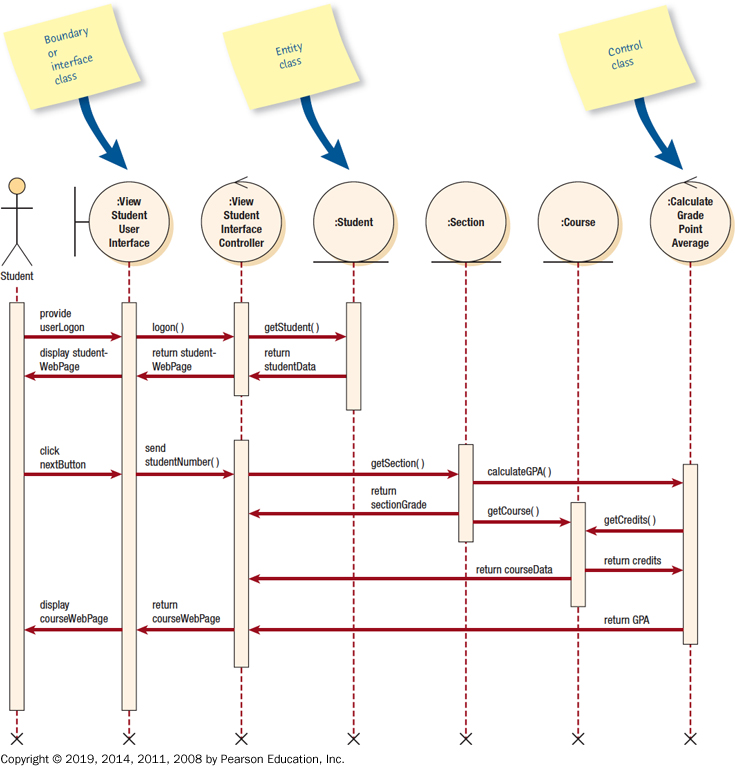 Boundary
or
interface
class
Entity
class
Control
class
:View
Student
User
Interface
:View
Student
Interface
Controller
:Student
:Section
:Course
:Calculate
Grade
Point
Average
Student
provide
userLogon
logon( )
getStudent( )
display student-
WebPage
return student-
WebPage
return
studentData
click
nextButton
send
studentNumber( )
getSection( )
calculateGPA( )
return
sectionGrade
getCourse( )
getCredits( )
return courseData
return credits
display
courseWebPage
return
courseWebPage
return GPA
Copyright © 2019, 2014, 2011, 2008 by Pearson Education, Inc.